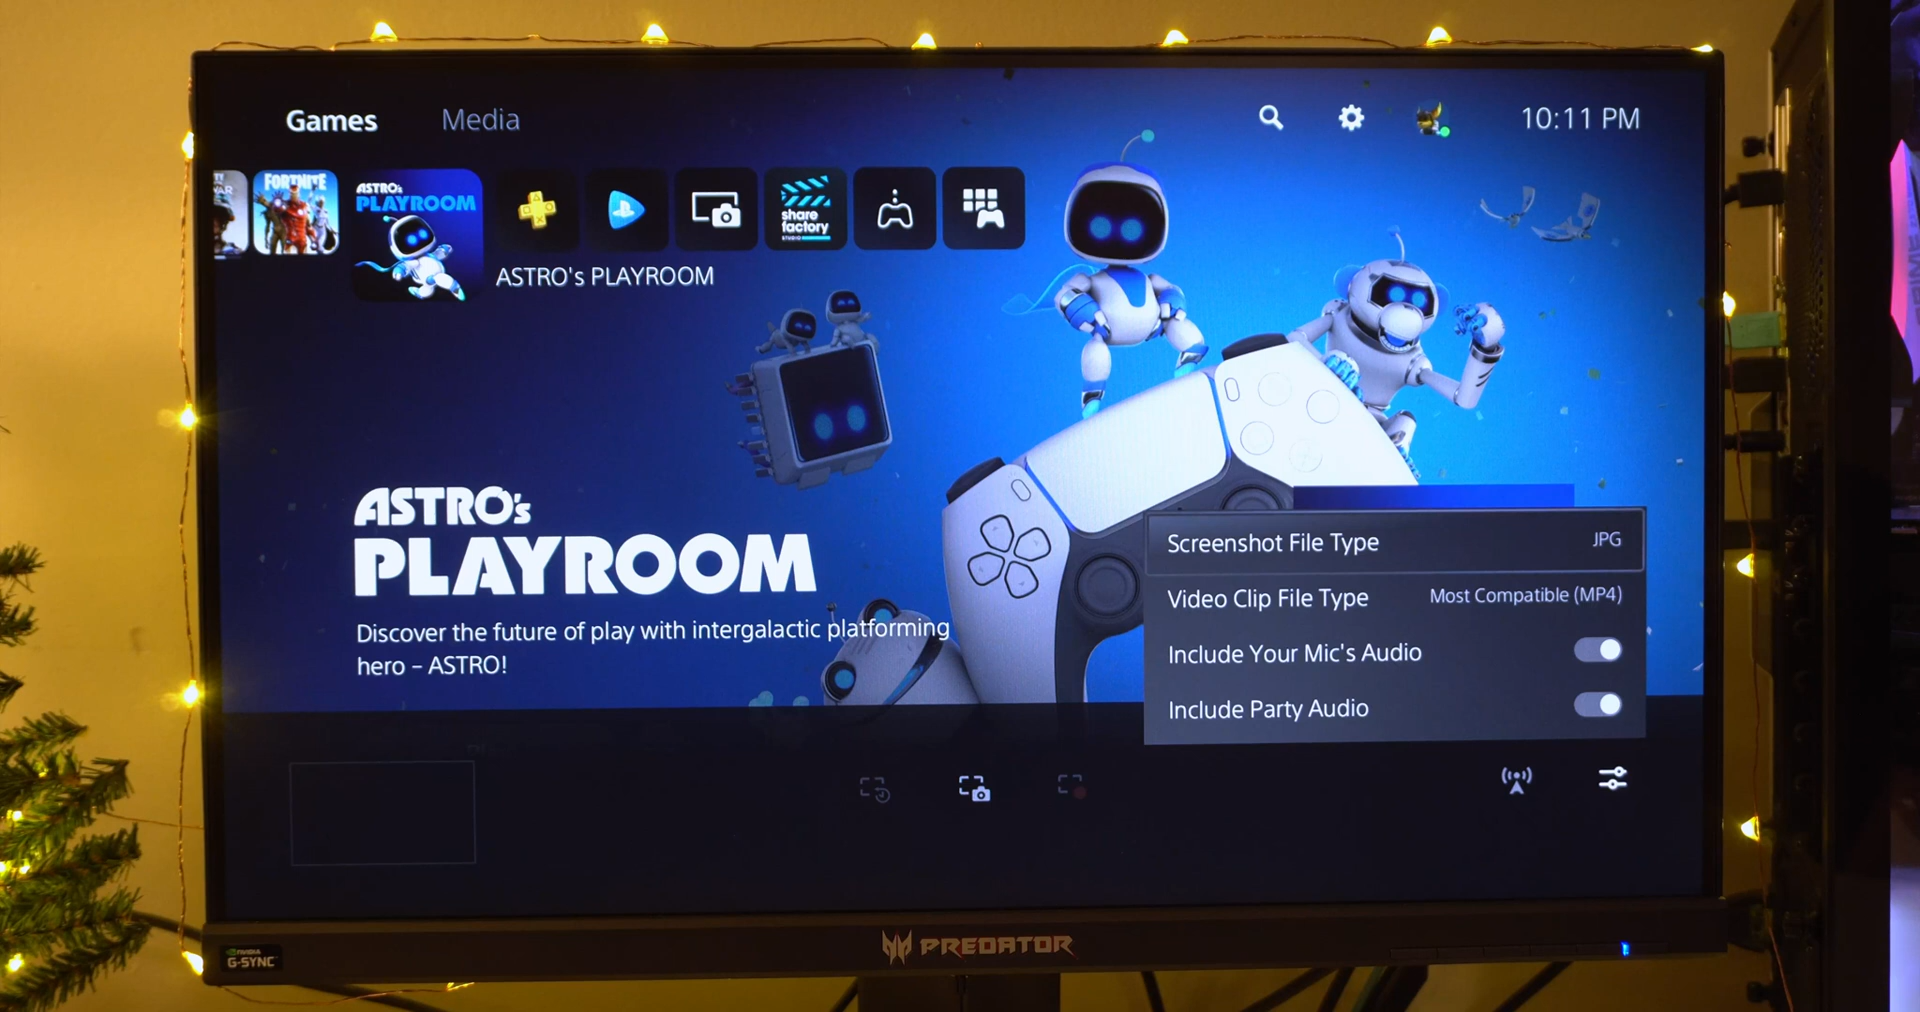 Games Media 10:11 PM
FORTNITE
ASTRO's
PLAYROOM
share
factory
STUDIO
ASTRO's PLAYROOM
ASTRO's
PLAYROOM
Discover the future of play with intergalactic platforming
hero – ASTRO!
Screenshot File Type JPG
Video Clip File Type Most Compatible (MP4)
Include Your Mic's Audio
Include Party Audio
NVIDIA
G-SYNC
PREDATOR